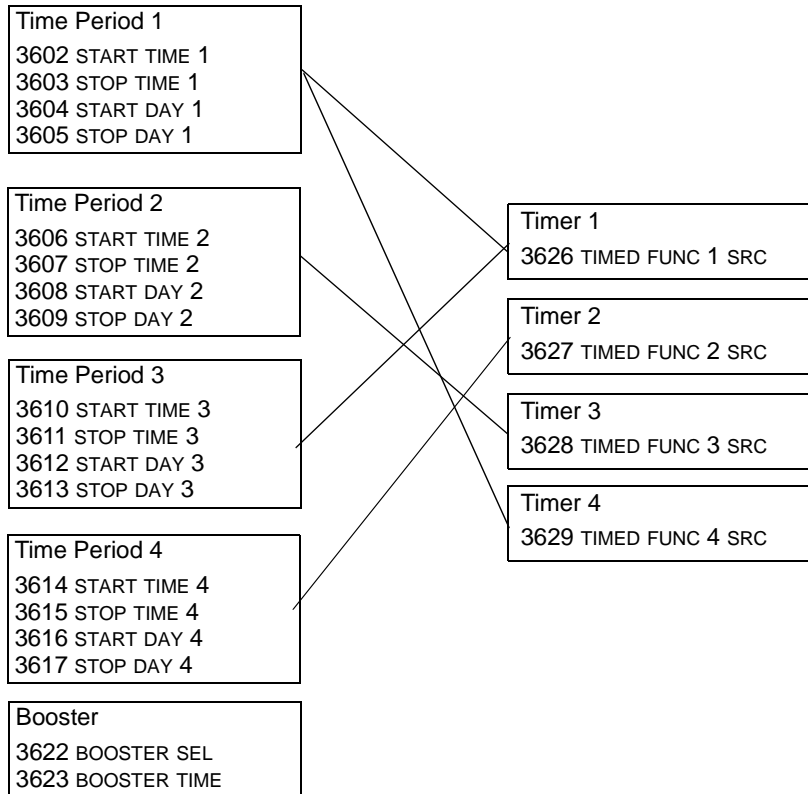 Time Period 1
3602 START TIME 1
3603 STOP TIME 1
3604 START DAY 1
3605 STOP DAY 1
Time Period 2
3606 START TIME 2
3607 STOP TIME 2
3608 START DAY 2
3609 STOP DAY 2
Time Period 3
3610 START TIME 3
3611 STOP TIME 3
3612 START DAY 3
3613 STOP DAY 3
Time Period 4
3614 START TIME 4
3615 STOP TIME 4
3616 START DAY 4
3617 STOP DAY 4
Booster
3622 BOOSTER SEL
3623 BOOSTER TIME
Timer 1
3626 TIMED FUNC 1 SRC
Timer 2
3627 TIMED FUNC 2 SRC
Timer 3
3628 TIMED FUNC 3 SRC
Timer 4
3629 TIMED FUNC 4 SRC